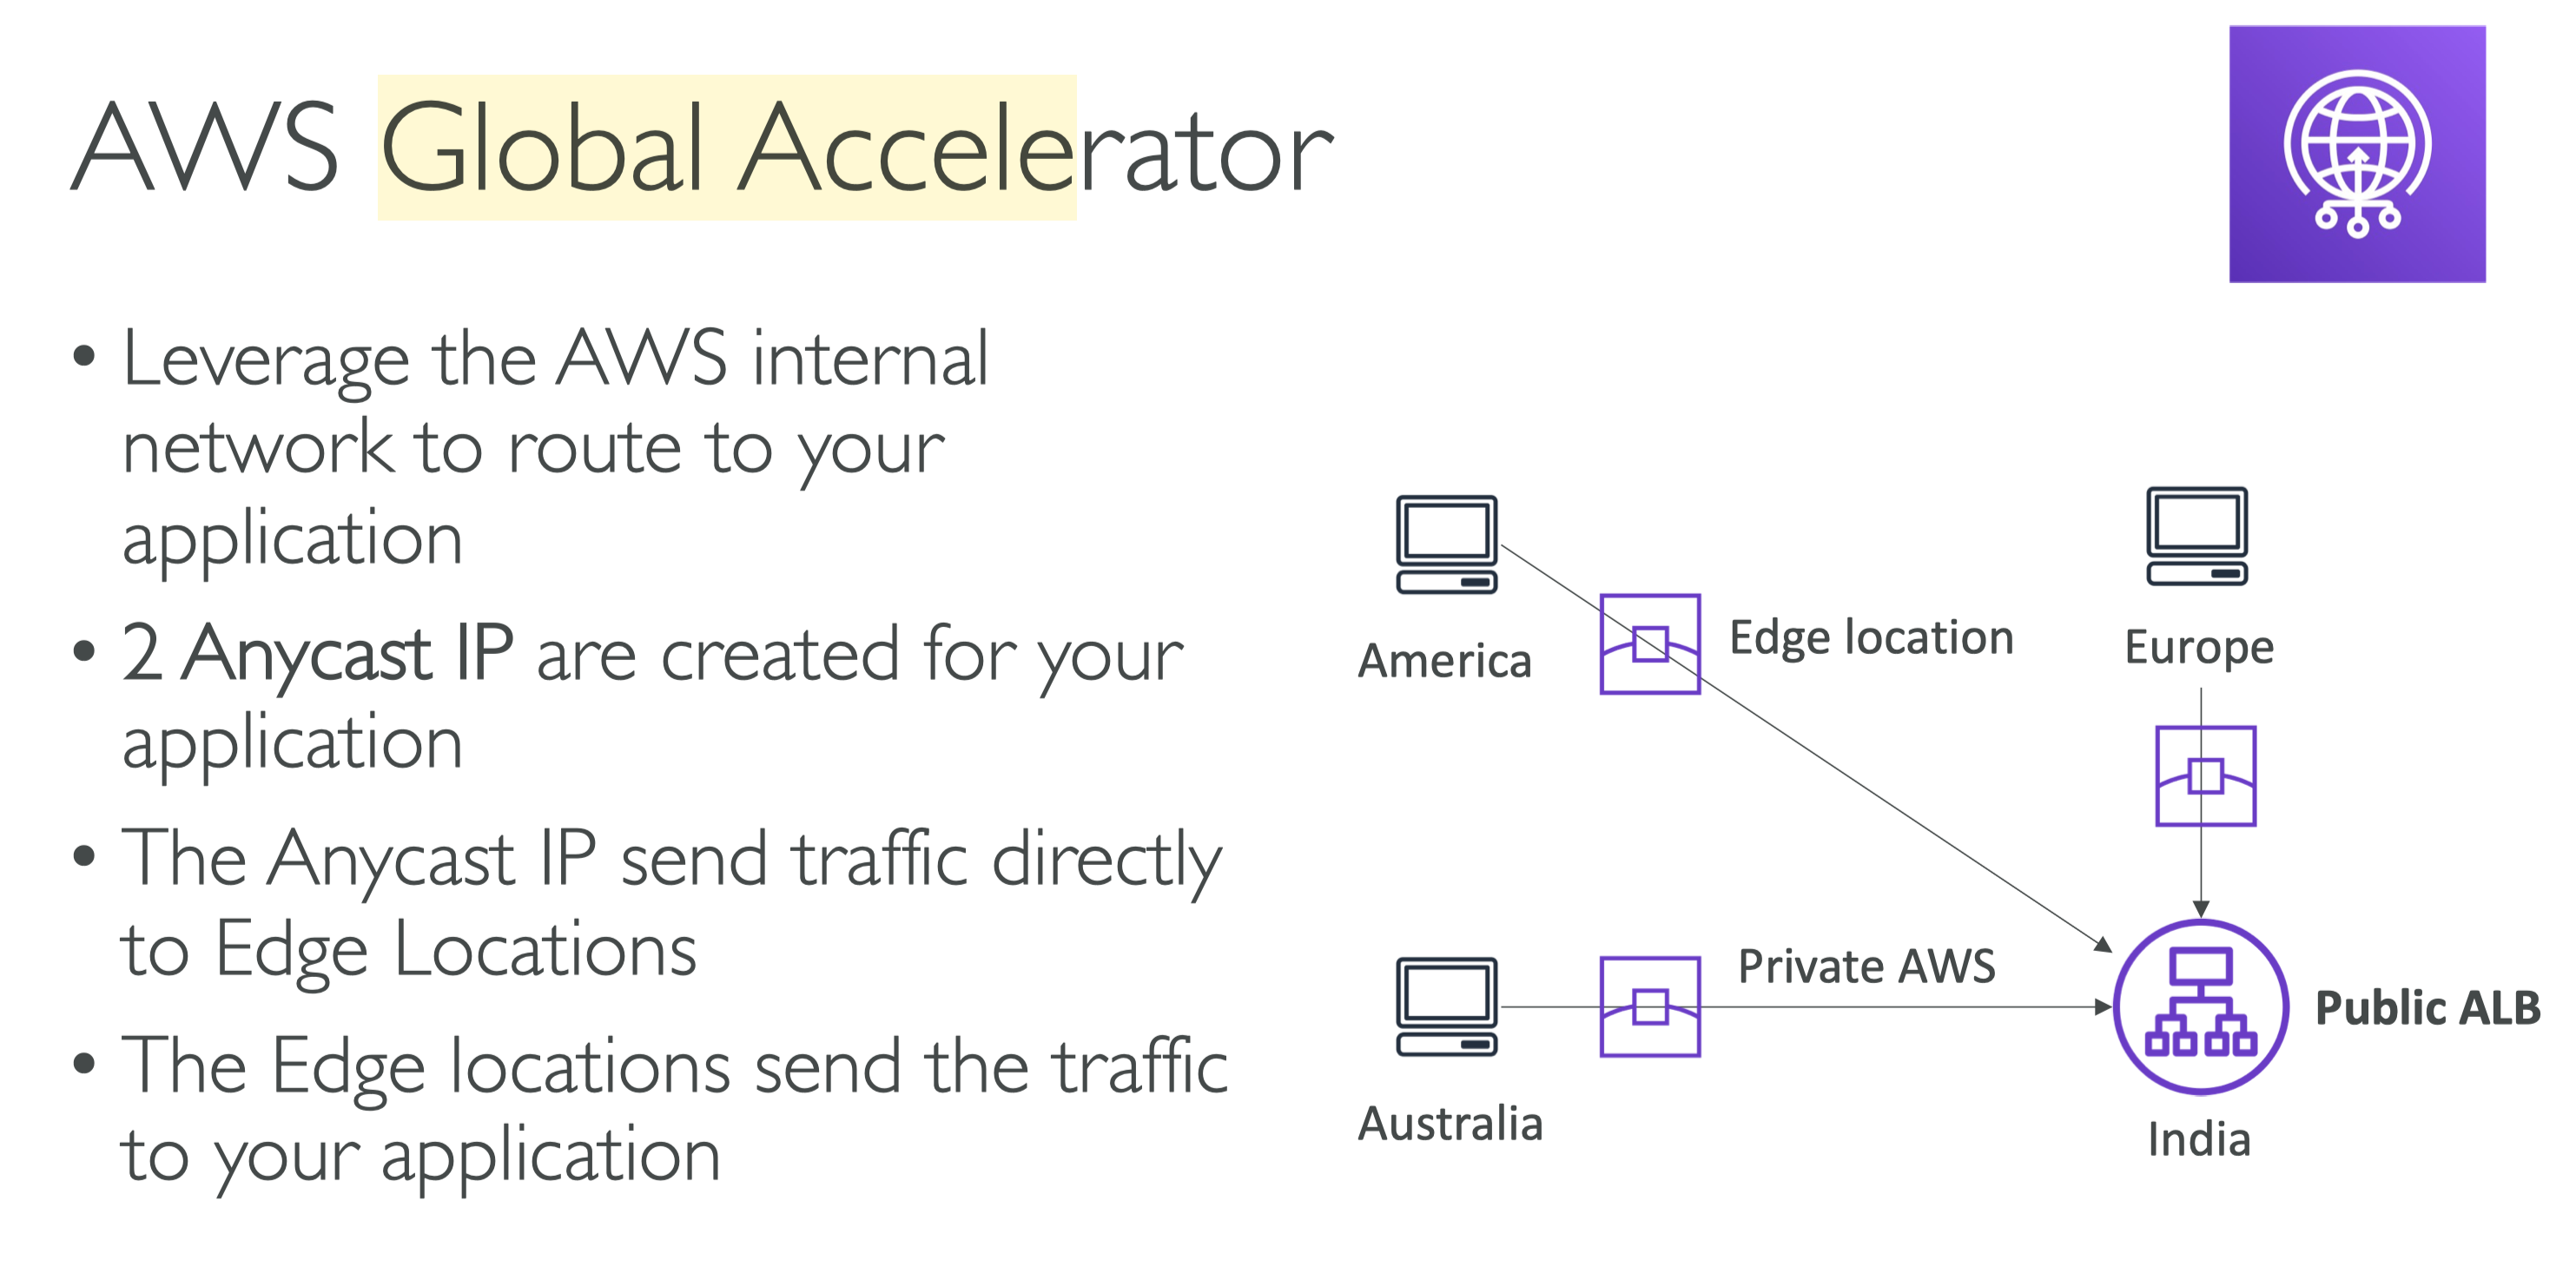 AWS Global Accelerator
• Leverage the AWS internal
network to route to your
application
• 2 Anycast IP are created for your
application
• The Anycast IP send traffic directly
to Edge Locations
• The Edge locations send the traffic
to your application
America
Edge location
Europe
Australia
Private AWS
Public ALB
India